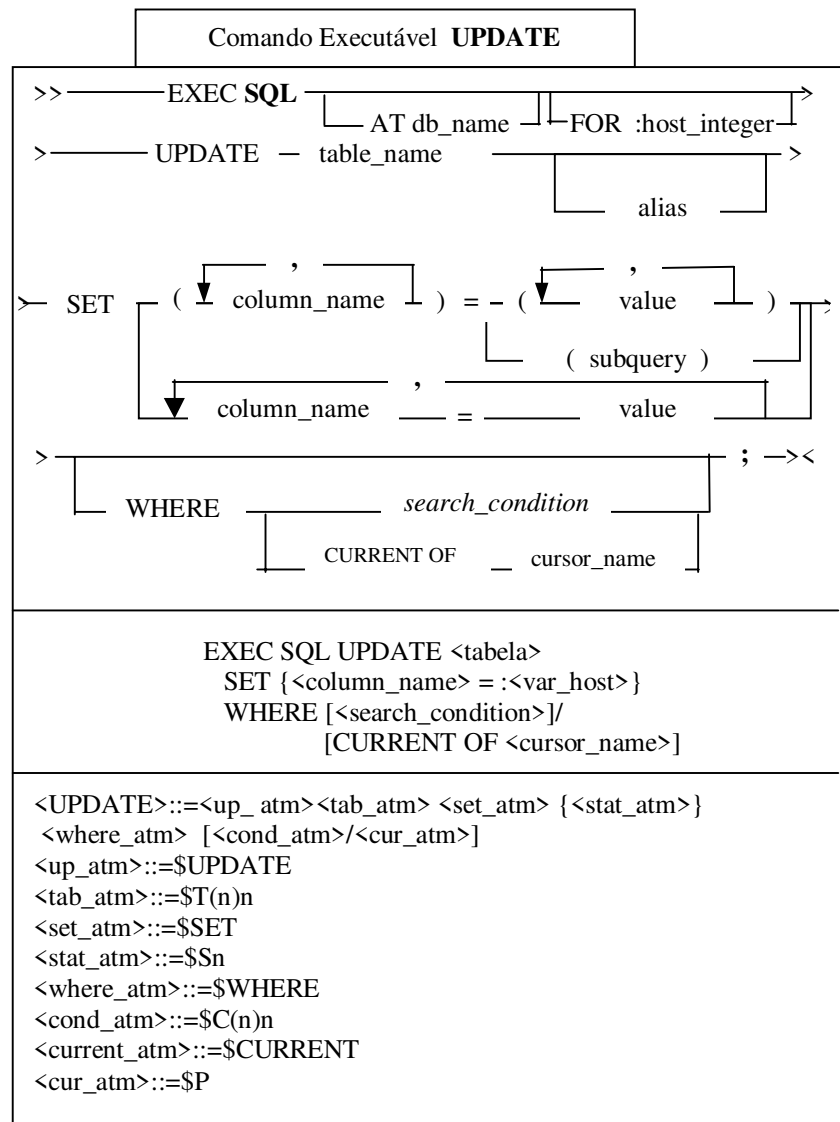 Comando Executável UPDATE
>> EXEC SQL >
AT db_name FOR :host_integer
> UPDATE table_name >
alias
, ,
> SET ( column_name ) = ( value ) >
( subquery )
,
column_name = value
> ; ><
WHERE search_condition
CURRENT OF cursor_name
EXEC SQL UPDATE <tabela>
SET {<column_name> = :<var_host>}
WHERE [<search_condition>]/
[CURRENT OF <cursor_name>]
<UPDATE>::=<up_ atm><tab_atm> <set_atm> {<stat_atm>}
<where_atm> [<cond_atm>/<cur_atm>]
<up_atm>::=$UPDATE
<tab_atm>::=$T(n)n
<set_atm>::=$SET
<stat_atm>::=$Sn
<where_atm>::=$WHERE
<cond_atm>::=$C(n)n
<current_atm>::=$CURRENT
<cur_atm>::=$P